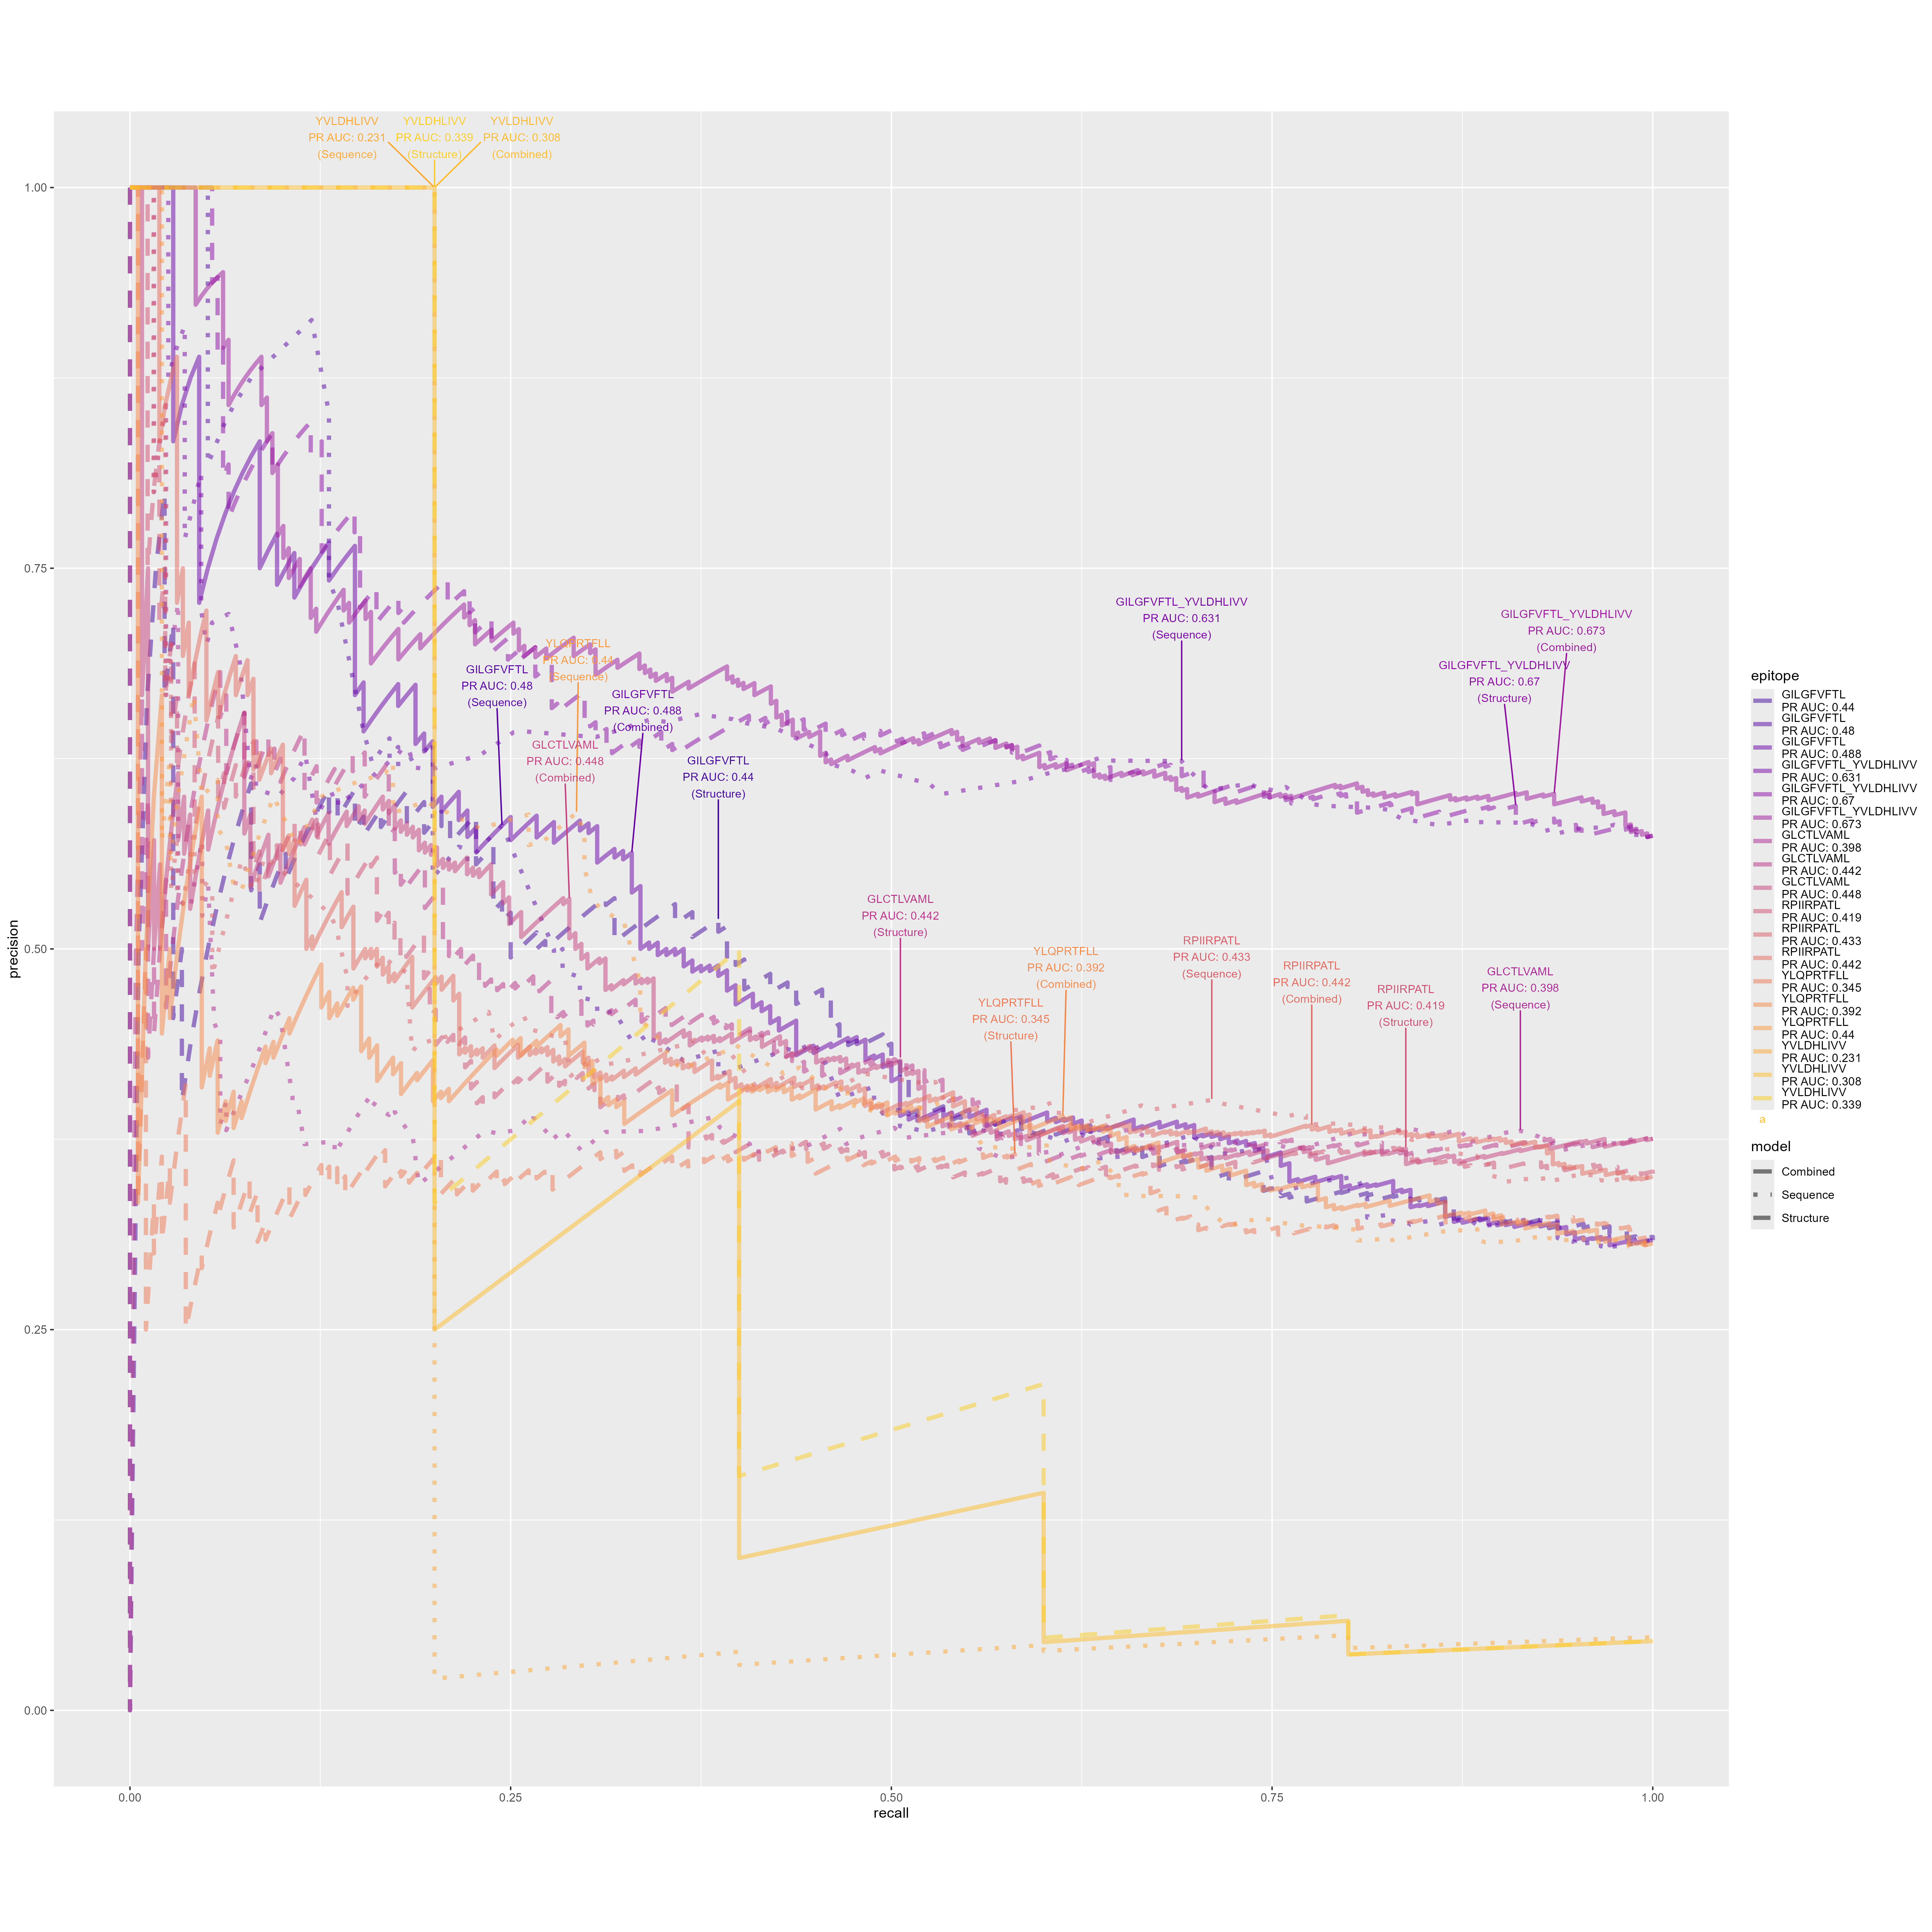 YVLDHLIVV
PR AUC: 0.231
(Sequence)
YVLDHLIVV
PR AUC: 0.339
(Structure)
YVLDHLIVV
PR AUC: 0.308
(Combined)
GILGFVFTL_YVLDHLIVV
PR AUC: 0.631
(Sequence)
GILGFVFTL_YVLDHLIVV
PR AUC: 0.673
(Combined)
GILGFVFTL_YVLDHLIVV
PR AUC: 0.67
(Structure)
YLQPRTFLL
PR AUC: 0.44
(Sequence)
GILGFVFTL
PR AUC: 0.48
(Sequence)
GILGFVFTL
PR AUC: 0.488
(Combined)
GLCTLVAML
PR AUC: 0.448
(Combined)
GILGFVFTL
PR AUC: 0.44
(Structure)
GLCTLVAML
PR AUC: 0.442
(Structure)
YLQPRTFLL
PR AUC: 0.392
(Combined)
RPIIRPATL
PR AUC: 0.433
(Sequence)
RPIIRPATL
PR AUC: 0.442
(Combined)
GLCTLVAML
PR AUC: 0.398
(Sequence)
YLQPRTFLL
PR AUC: 0.345
(Structure)
RPIIRPATL
PR AUC: 0.419
(Structure)
1.00
0.75
0.50
0.25
0.00
precision
0.00
0.25
0.50
0.75
1.00
recall
epitope
GILGFVFTL
PR AUC: 0.44
GILGFVFTL
PR AUC: 0.48
GILGFVFTL
PR AUC: 0.488
GILGFVFTL_YVLDHLIVV
PR AUC: 0.631
GILGFVFTL_YVLDHLIVV
PR AUC: 0.67
GILGFVFTL_YVLDHLIVV
PR AUC: 0.673
GLCTLVAML
PR AUC: 0.398
GLCTLVAML
PR AUC: 0.442
GLCTLVAML
PR AUC: 0.448
RPIIRPATL
PR AUC: 0.419
RPIIRPATL
PR AUC: 0.433
RPIIRPATL
PR AUC: 0.442
YLQPRTFLL
PR AUC: 0.345
YLQPRTFLL
PR AUC: 0.392
YLQPRTFLL
PR AUC: 0.44
YVLDHLIVV
PR AUC: 0.231
YVLDHLIVV
PR AUC: 0.308
YVLDHLIVV
PR AUC: 0.339
a
model
Combined
Sequence
Structure